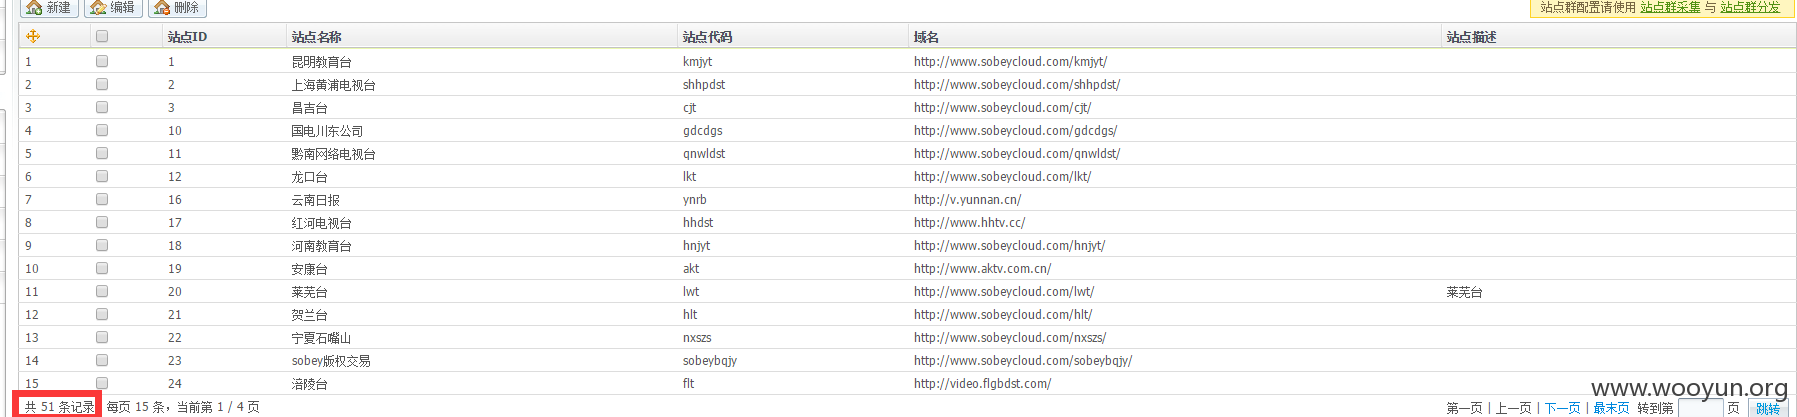 新建 编辑 删除 站点群配置请使用 站点群采集 与 站点群分发
站点ID 站点名称 站点代码 域名 站点描述
1 1 昆明教育台 kmjyt http://www.sobeycloud.com/kmjyt/
2 2 上海黄浦电视台 shhpdst http://www.sobeycloud.com/shhpdst/
3 3 昌吉台 cjt http://www.sobeycloud.com/cjt/
4 10 国电川东公司 gdcdgs http://www.sobeycloud.com/gdcdgs/
5 11 黔南网络电视台 qnwldst http://www.sobeycloud.com/qnwldst/
6 12 龙口台 lkt http://www.sobeycloud.com/lkt/
7 16 云南日报 ynrb http://v.yunnan.cn/
8 17 红河电视台 hhdst http://www.hhtv.cc/
9 18 河南教育台 hnjyt http://www.sobeycloud.com/hnjyt/
10 19 安康台 akt http://www.aktv.com.cn/
11 20 莱芜台 lwt http://www.sobeycloud.com/lwt/ 莱芜台
12 21 贺兰台 hlt http://www.sobeycloud.com/hlt/
13 22 宁夏石嘴山 nxszs http://www.sobeycloud.com/nxszs/
14 23 sobey版权交易 sobeybqjy http://www.sobeycloud.com/sobeybqjy/
15 24 涪陵台 flt http://video.flgbdst.com/
共 51 条记录 每页 15 条，当前第 1 / 4 页 第一页 | 上一页 | 下一页 | 最末页 转到第 页 跳转
www.wooyun.org